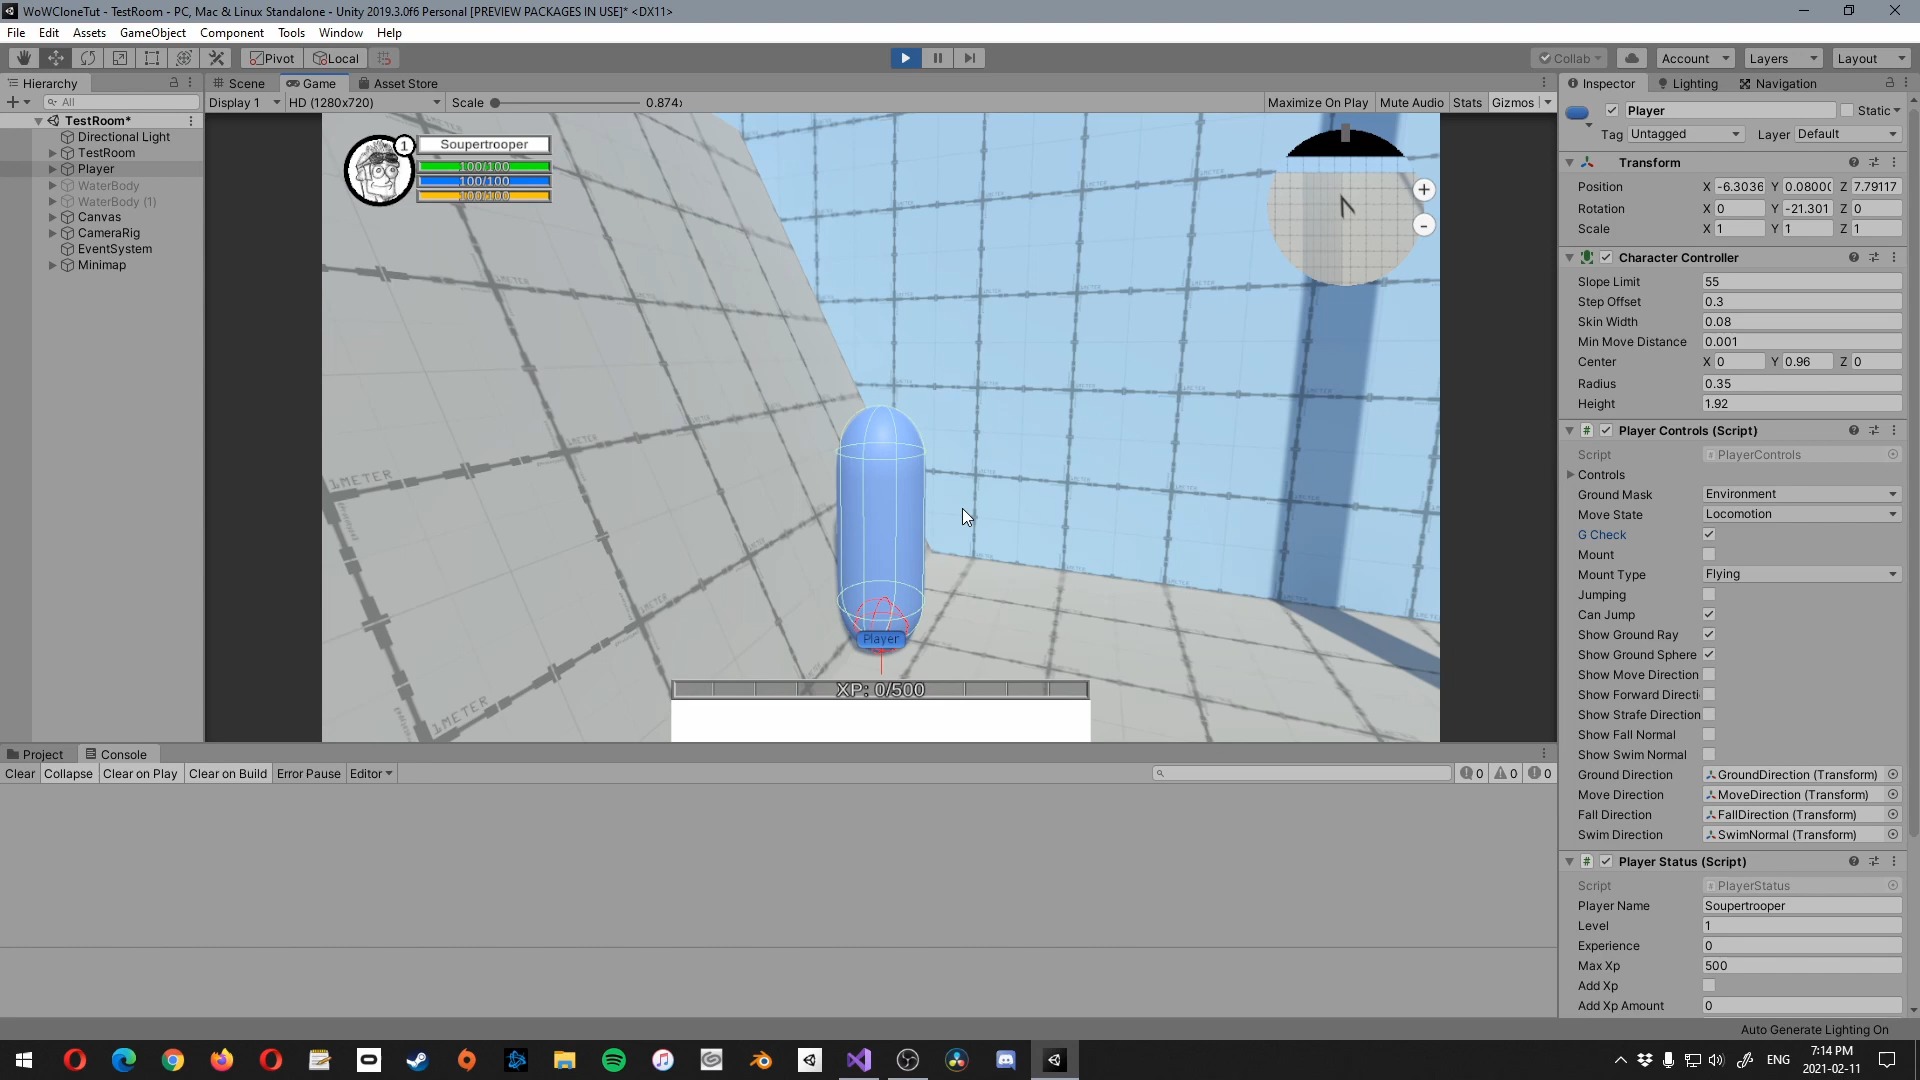 WoWCloneTut - TestRoom - PC, Mac & Linux Standalone - Unity 2019.3.0f6 Personal [PREVIEW PACKAGES IN USE]* <DX11>
File Edit Assets GameObject Component Tools Window Help
Pivot Local Collab Account Layers Layout
Hierarchy Scene Game Asset Store Inspector Lighting Navigation
All Display 1 HD (1280x720) Scale 0.874x Maximize On Play Mute Audio Stats Gizmos
TestRoom*
Directional Light
TestRoom
Player
WaterBody
WaterBody (1)
Canvas
CameraRig
EventSystem
Minimap
1 Soupertrooper
100/100
100/100
100/100
+
-
1METER
1METER
Player
XP: 0/500
Player Static
Tag Untagged Layer Default
Transform
Position X -6.3036 Y 0.0800 Z 7.79117
Rotation X 0 Y -21.301 Z 0
Scale X 1 Y 1 Z 1
Character Controller
Slope Limit 55
Step Offset 0.3
Skin Width 0.08
Min Move Distance 0.001
Center X 0 Y 0.96 Z 0
Radius 0.35
Height 1.92
Player Controls (Script)
Script PlayerControls
Controls
Ground Mask Environment
Move State Locomotion
G Check
Mount
Mount Type Flying
Jumping
Can Jump
Show Ground Ray
Show Ground Sphere
Show Move Direction
Show Forward Directi
Show Strafe Direction
Show Fall Normal
Show Swim Normal
Ground Direction GroundDirection (Transform)
Move Direction MoveDirection (Transform)
Fall Direction FallDirection (Transform)
Swim Direction SwimNormal (Transform)
Player Status (Script)
Script PlayerStatus
Player Name Soupertrooper
Level 1
Experience 0
Max Xp 500
Add Xp
Add Xp Amount 0
Project Console
Clear Collapse Clear on Play Clear on Build Error Pause Editor 0 0 0
Auto Generate Lighting On
ENG 7:14 PM
2021-02-11